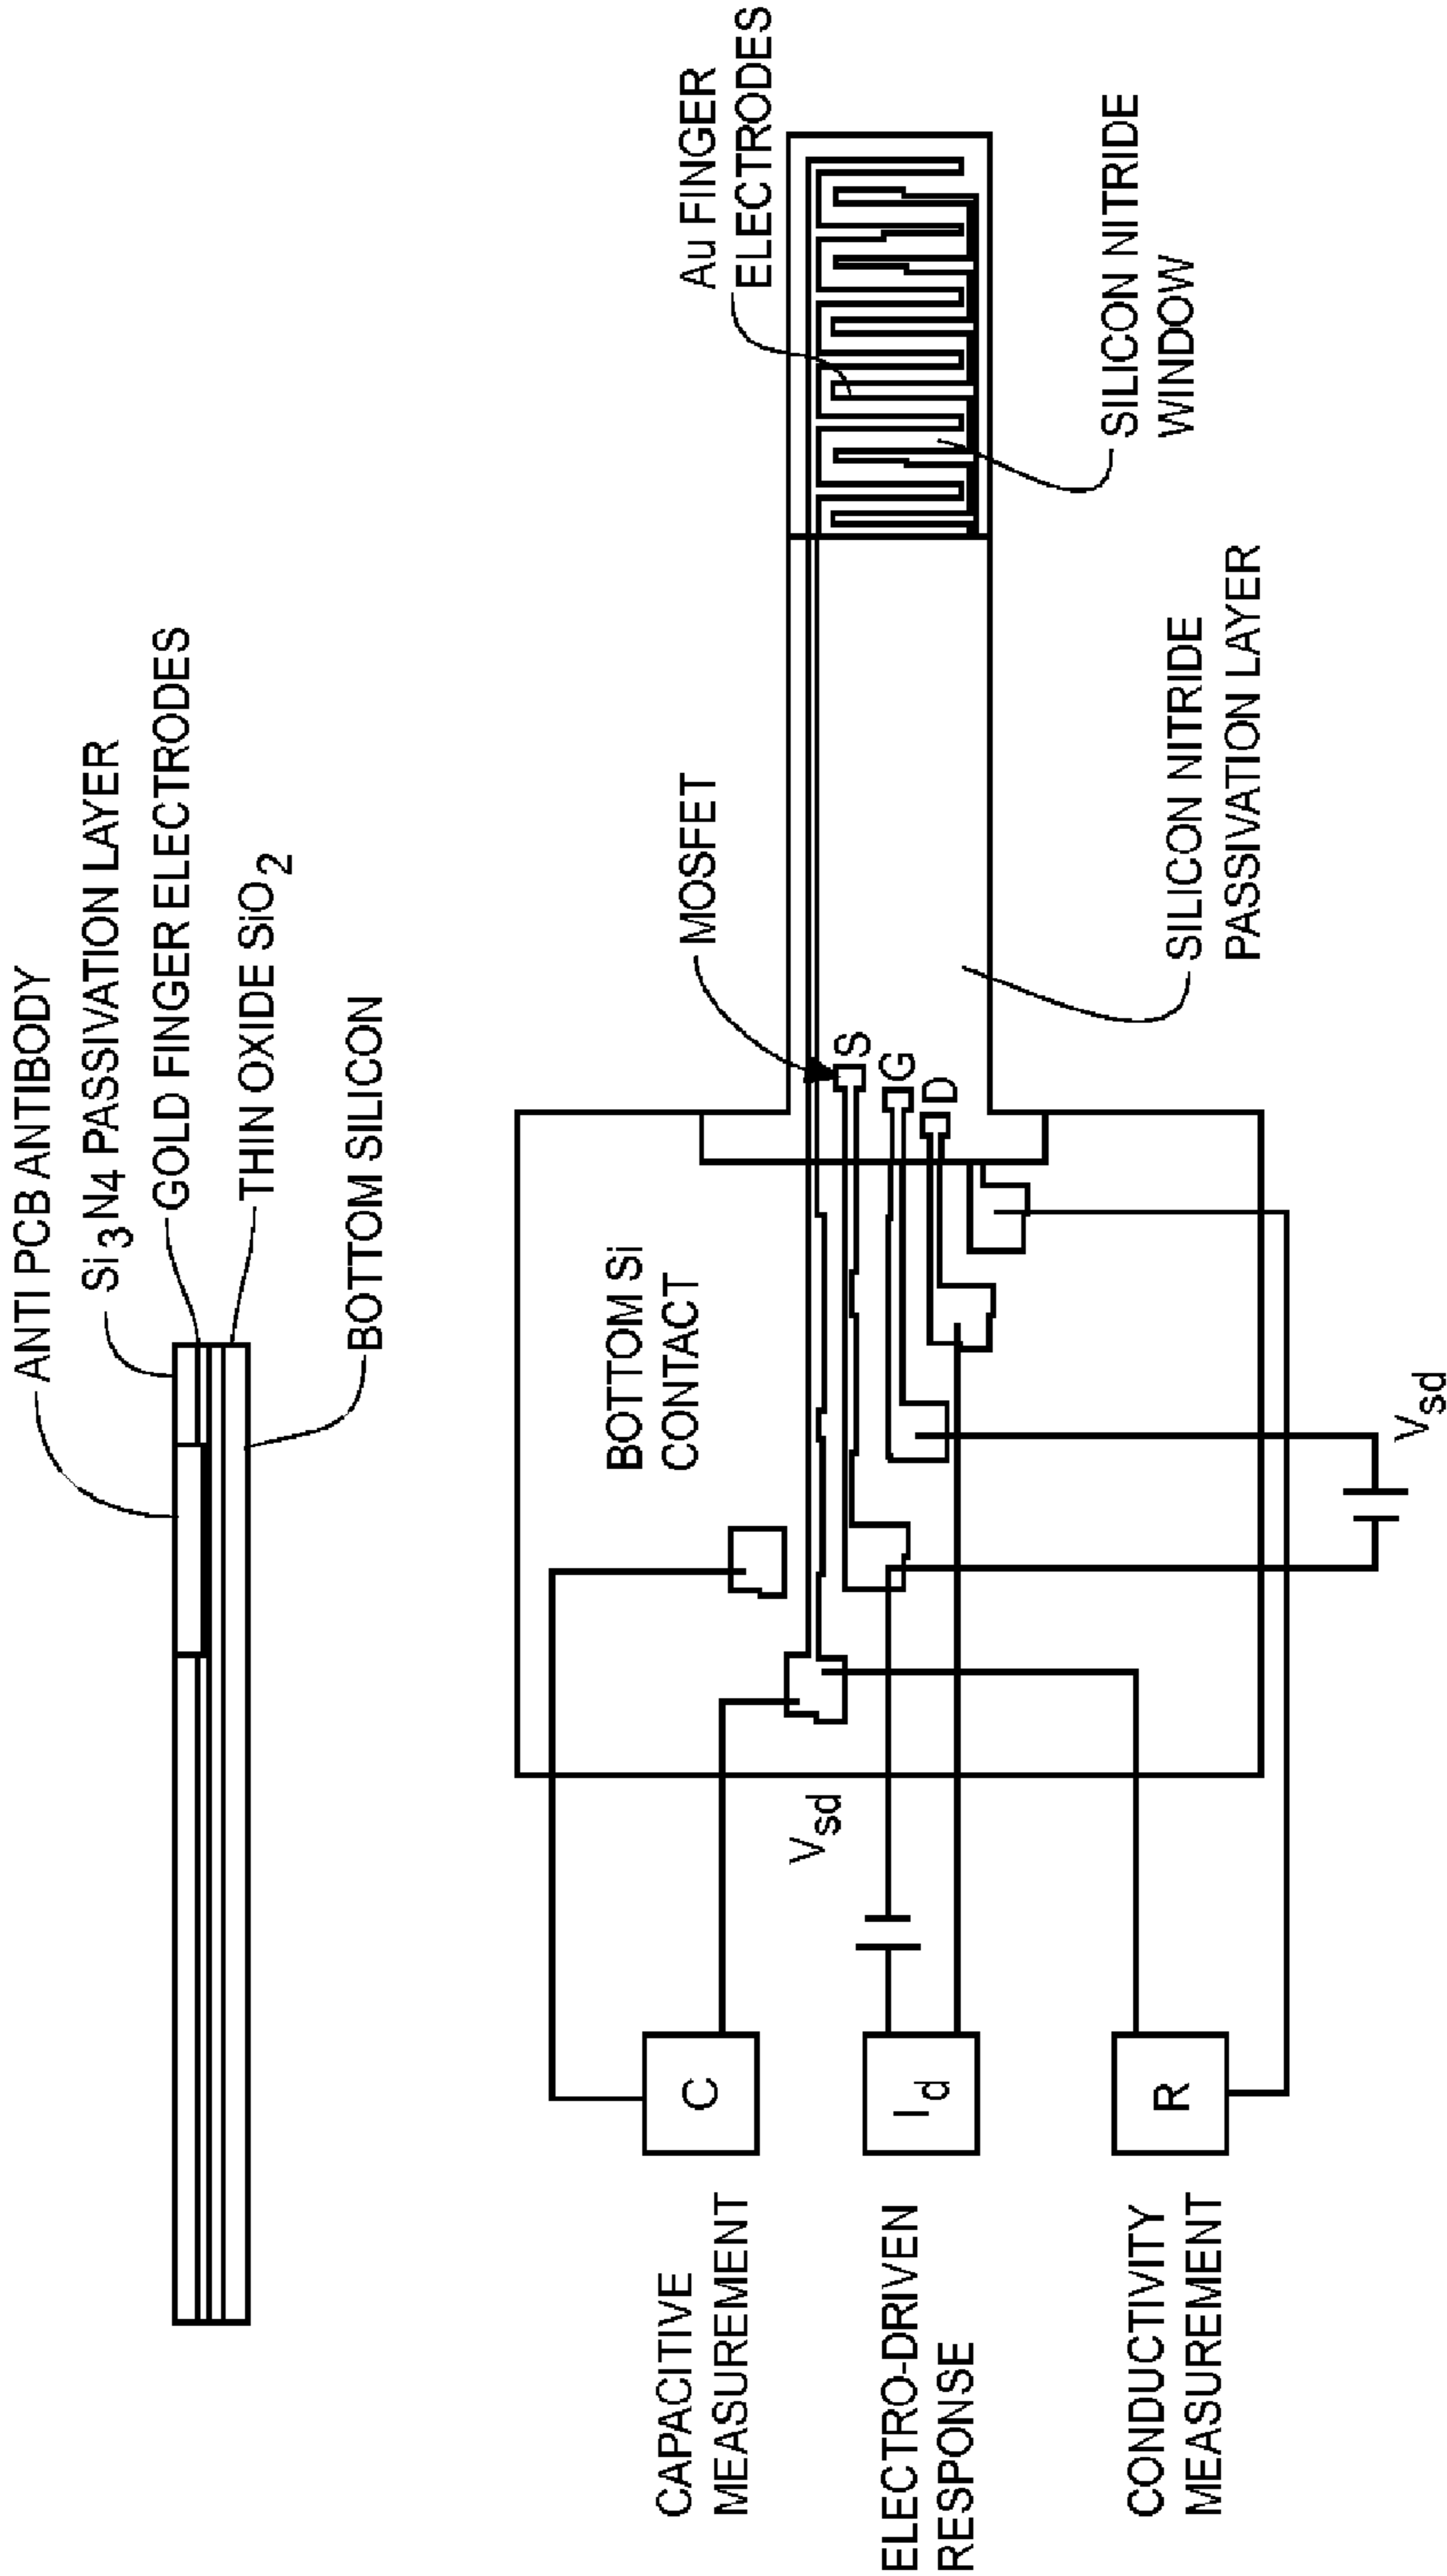 ANTI PCB ANTIBODY
Si3N4 PASSIVATION LAYER
GOLD FINGER ELECTRODES
THIN OXIDE SiO2
BOTTOM SILICON
Au FINGER
ELECTRODES
MOSFET
S
G
D
BOTTOM Si
CONTACT
SILICON NITRIDE
WINDOW
SILICON NITRIDE
PASSIVATION LAYER
Vsd
Vsd
CAPACITIVE
MEASUREMENT
C
ELECTRO-DRIVEN
RESPONSE
Id
CONDUCTIVITY
MEASUREMENT
R